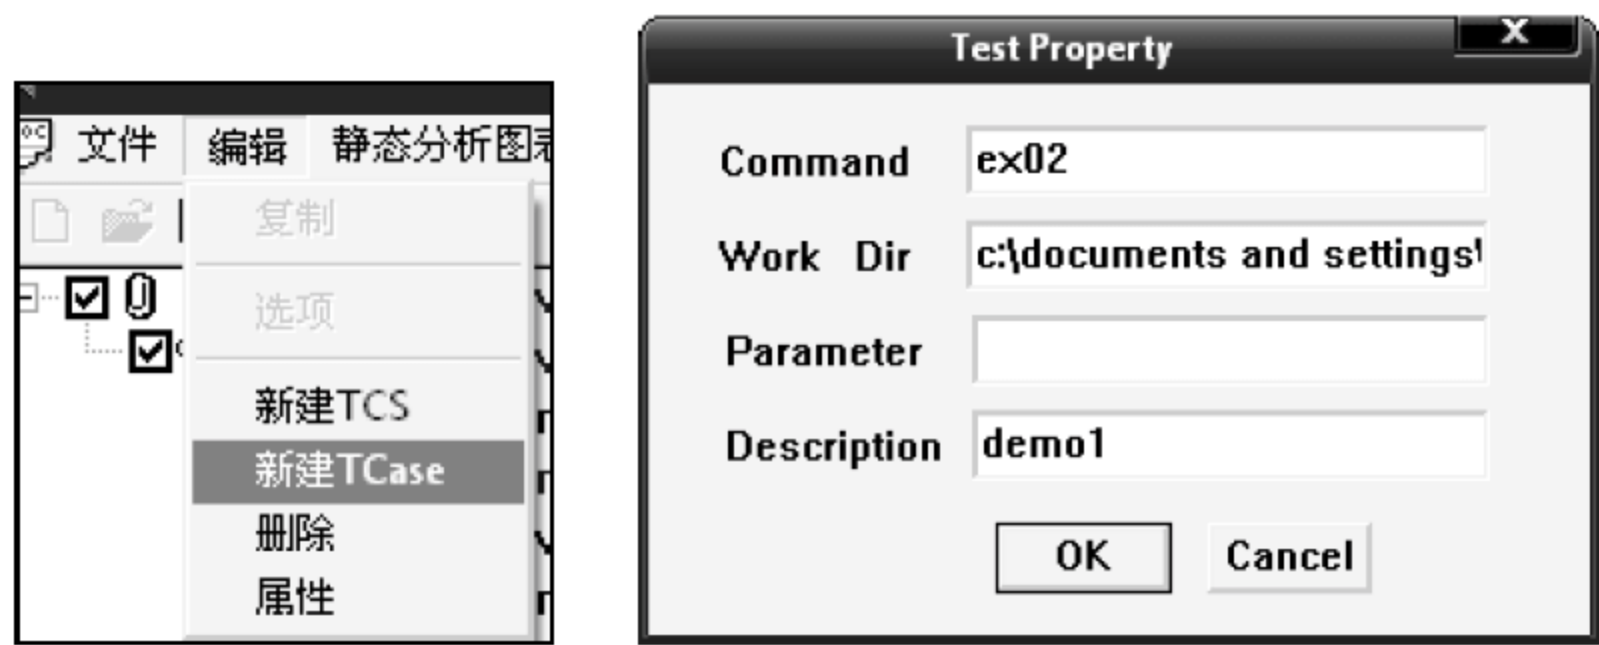 文件 编辑 静态分析图表
复制
选项
新建TCS
新建TCase
删除
属性
Test Property
X
Command ex02
Work Dir c:\documents and settings\
Parameter
Description demo1
OK Cancel